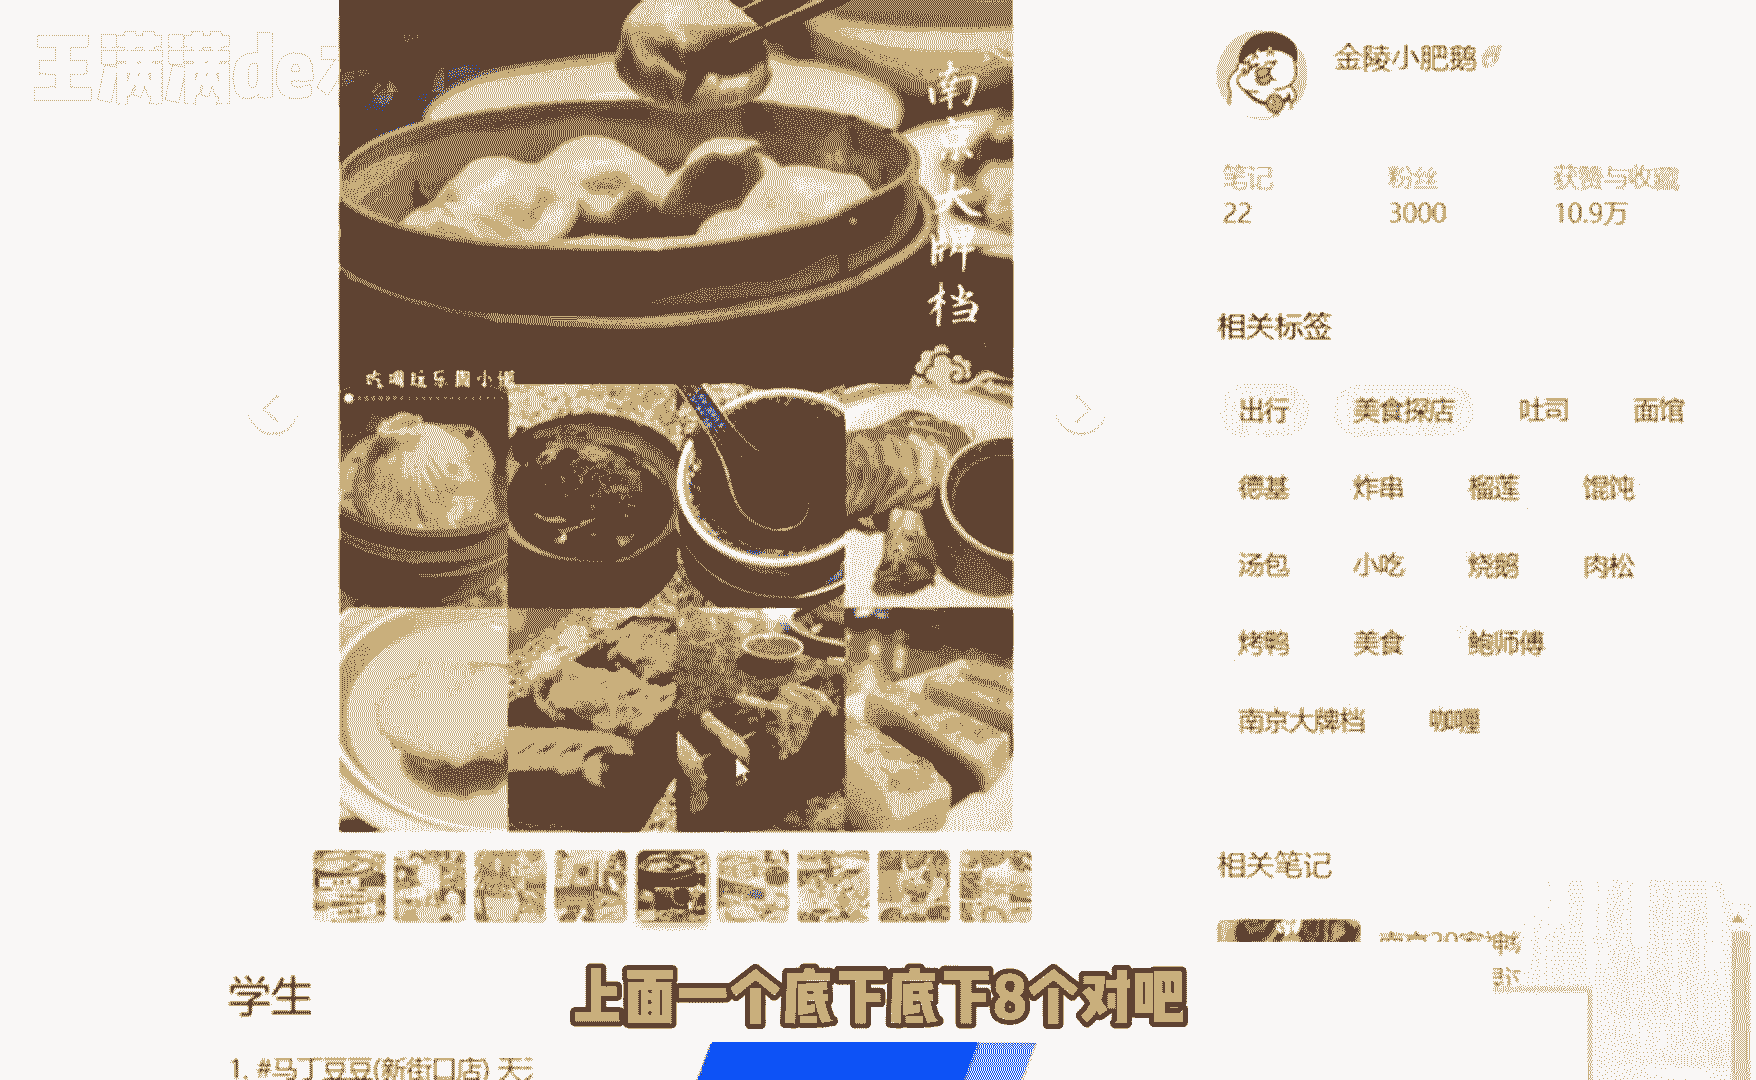 王满满de
南京大牌档
吃喝玩乐周小
金陵小肥鹅
笔记 粉丝 获赞与收藏
22 3000 10.9万
相关标签
出行 美食探店 吐司 面馆
德基 炸串 榴莲 馄饨
汤包 小吃 烧鹅 肉松
烤鸭 美食 鲍师傅
南京大牌档 咖喱
相关笔记
学生
上面一个底下底下8个对吧
1. #马丁豆豆(新街口店)